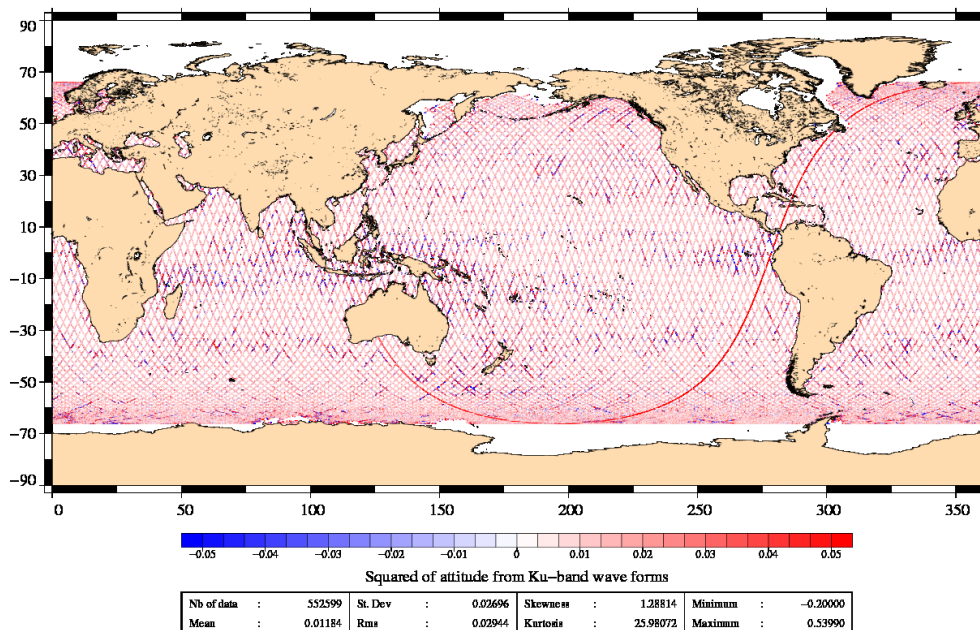 90
70
50
30
10
−10
−30
−50
−70
−90
0 50 100 150 200 250 300 350
−0.05 −0.04 −0.03 −0.02 −0.01 0 0.01 0.02 0.03 0.04 0.05
Squared of attitude from Ku−band wave forms
Nb of data : 552599 St. Dev : 0.02696 Skewness : 1.28814 Minimum : −0.20000
Mean : 0.01184 Rms : 0.02944 Kurtosis : 25.98072 Maximum : 0.53990